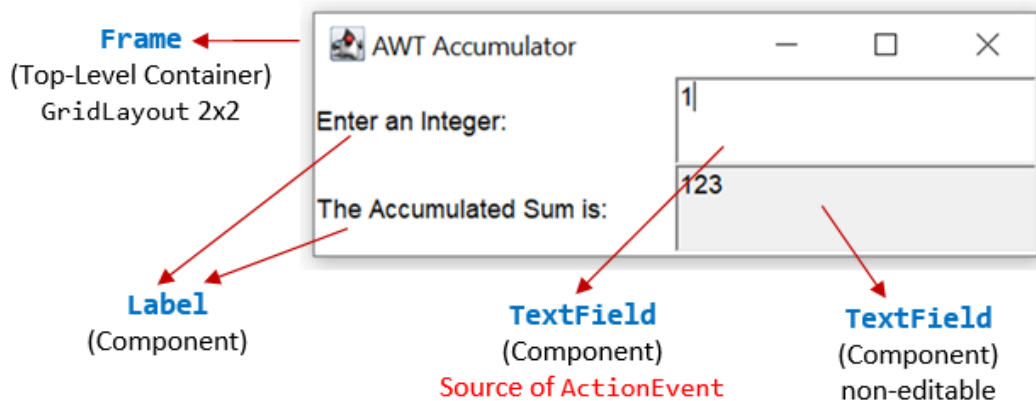 Frame
(Top-Level Container)
GridLayout 2x2
AWT Accumulator
Enter an Integer:
1
The Accumulated Sum is:
123
Label
(Component)
TextField
(Component)
Source of ActionEvent
TextField
(Component)
non-editable